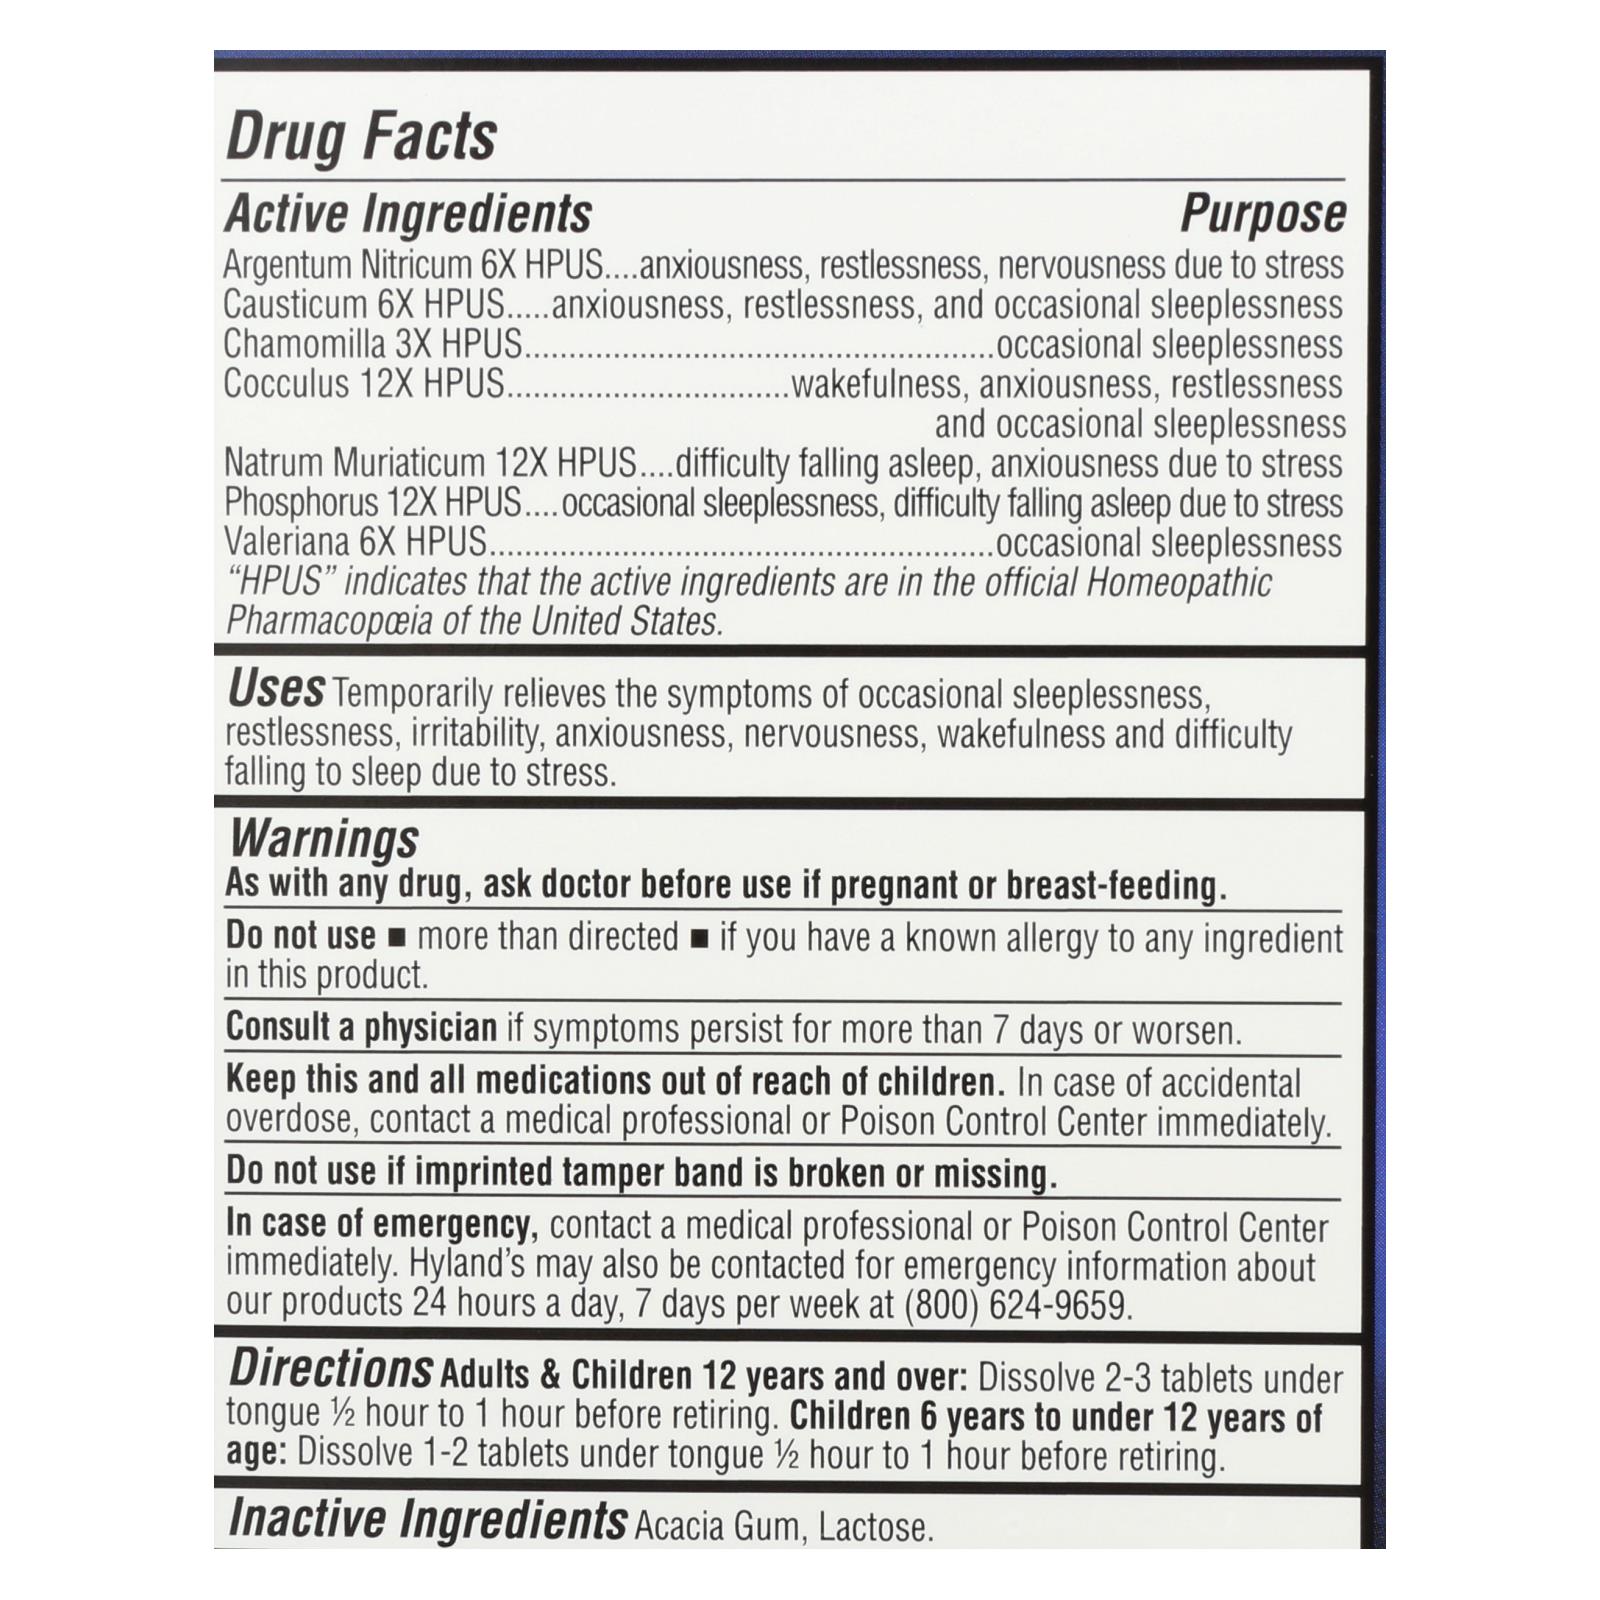 Drug Facts
Active Ingredients Purpose
Argentum Nitricum 6X HPUS....anxiousness, restlessness, nervousness due to stress
Causticum 6X HPUS.....anxiousness, restlessness, and occasional sleeplessness
Chamomilla 3X HPUS....................................................occasional sleeplessness
Cocculus 12X HPUS................................wakefulness, anxiousness, restlessness
and occasional sleeplessness
Natrum Muriaticum 12X HPUS....difficulty falling asleep, anxiousness due to stress
Phosphorus 12X HPUS....occasional sleeplessness, difficulty falling asleep due to stress
Valeriana 6X HPUS........................................................occasional sleeplessness
“HPUS” indicates that the active ingredients are in the official Homeopathic
Pharmacopœia of the United States.
Uses Temporarily relieves the symptoms of occasional sleeplessness,
restlessness, irritability, anxiousness, nervousness, wakefulness and difficulty
falling to sleep due to stress.
Warnings
As with any drug, ask doctor before use if pregnant or breast-feeding.
Do not use ■ more than directed ■ if you have a known allergy to any ingredient
in this product.
Consult a physician if symptoms persist for more than 7 days or worsen.
Keep this and all medications out of reach of children. In case of accidental
overdose, contact a medical professional or Poison Control Center immediately.
Do not use if imprinted tamper band is broken or missing.
In case of emergency, contact a medical professional or Poison Control Center
immediately. Hyland’s may also be contacted for emergency information about
our products 24 hours a day, 7 days per week at (800) 624-9659.
Directions Adults & Children 12 years and over: Dissolve 2-3 tablets under
tongue ½ hour to 1 hour before retiring. Children 6 years to under 12 years of
age: Dissolve 1-2 tablets under tongue ½ hour to 1 hour before retiring.
Inactive Ingredients Acacia Gum, Lactose.